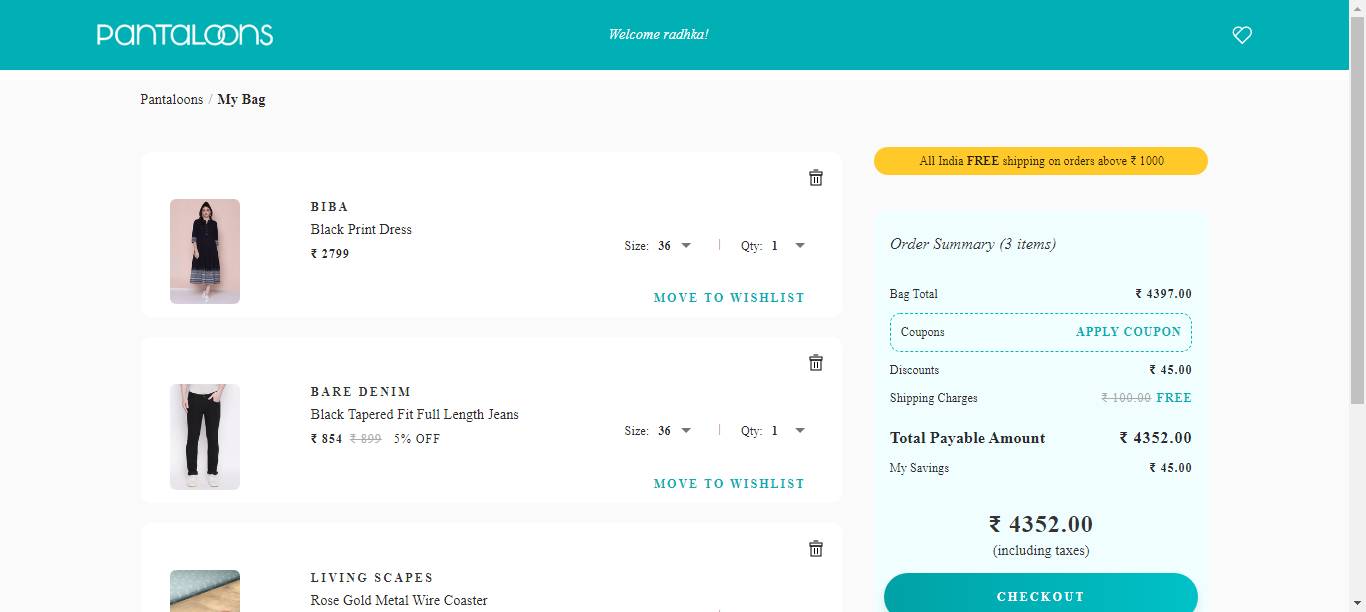 PANTALOONS
Welcome radhka!
Pantaloons / My Bag
BIBA
Black Print Dress
₹ 2799
Size: 36
Qty: 1
MOVE TO WISHLIST
BARE DENIM
Black Tapered Fit Full Length Jeans
₹ 854 ₹ 899 5% OFF
Size: 36
Qty: 1
MOVE TO WISHLIST
LIVING SCAPES
Rose Gold Metal Wire Coaster
All India FREE shipping on orders above ₹ 1000
Order Summary (3 items)
Bag Total ₹ 4397.00
Coupons APPLY COUPON
Discounts ₹ 45.00
Shipping Charges ₹ 100.00 FREE
Total Payable Amount ₹ 4352.00
My Savings ₹ 45.00
₹ 4352.00
(including taxes)
CHECKOUT